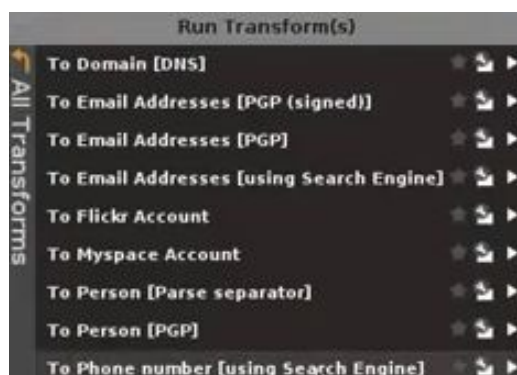 Run Transform(s)
All Transforms
To Domain [DNS]
To Email Addresses [PGP (signed)]
To Email Addresses [PGP]
To Email Addresses [using Search Engine]
To Flickr Account
To Myspace Account
To Person [Parse separator]
To Person [PGP]
To Phone number [using Search Engine]